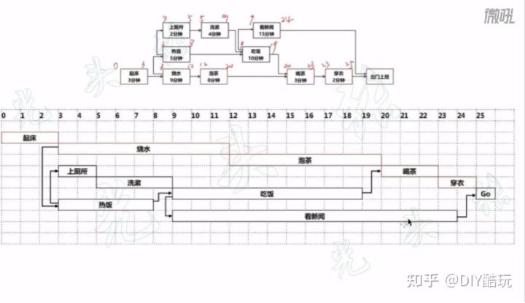 微吼
上厕所
2分钟
洗漱
4分钟
看新闻
15分钟
热饭
5分钟
吃饭
10分钟
起床
3分钟
烧水
9分钟
泡茶
8分钟
喝茶
3分钟
穿衣
2分钟
出门上班
0 1 2 3 4 5 6 7 8 9 10 11 12 13 14 15 16 17 18 19 20 21 22 23 24 25
起床
烧水
泡茶
上厕所
喝茶
洗漱
穿衣
吃饭
Go
热饭
看新闻
知乎 @DIY酷玩